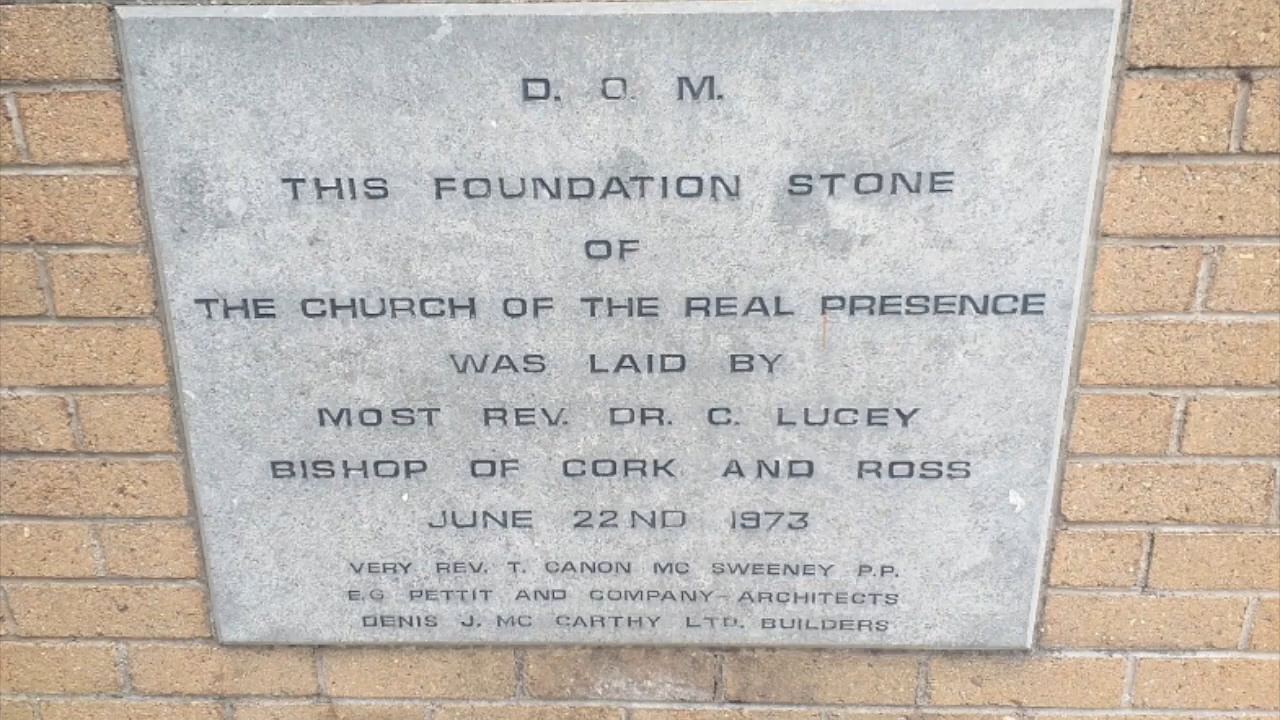 D. O. M.
THIS FOUNDATION STONE
OF
THE CHURCH OF THE REAL PRESENCE
WAS LAID BY
MOST REV. DR. C. LUCEY
BISHOP OF CORK AND ROSS
JUNE 22ND 1973
VERY REV. T. CANON MC SWEENEY P.P.
E.G PETTIT AND COMPANY-ARCHITECTS
DENIS J. MC CARTHY LTD. BUILDERS